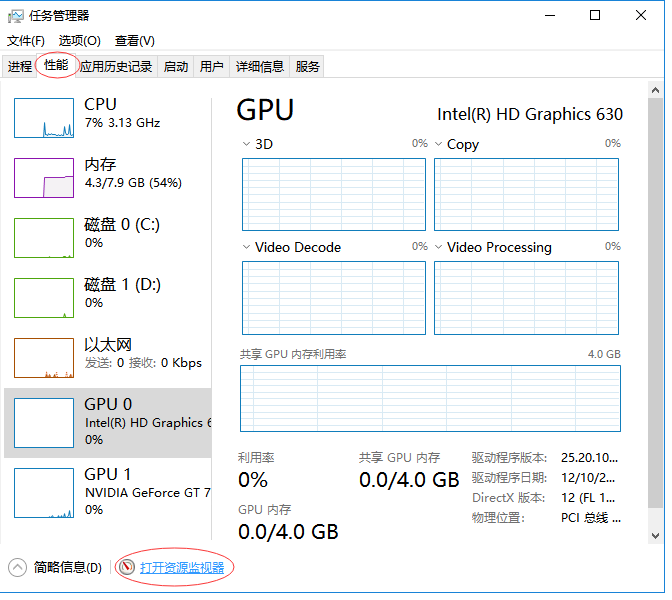 任务管理器
文件(F) 选项(O) 查看(V)
进程 性能 应用历史记录 启动 用户 详细信息 服务
CPU
7% 3.13 GHz
内存
4.3/7.9 GB (54%)
磁盘 0 (C:)
0%
磁盘 1 (D:)
0%
以太网
发送: 0 接收: 0 Kbps
GPU 0
Intel(R) HD Graphics 6
0%
GPU 1
NVIDIA GeForce GT 7
0%
GPU Intel(R) HD Graphics 630
3D 0% Copy 0%
Video Decode 0% Video Processing 0%
共享 GPU 内存利用率 4.0 GB
利用率
0%
共享 GPU 内存
0.0/4.0 GB
GPU 内存
0.0/4.0 GB
驱动程序版本: 25.20.10...
驱动程序日期: 12/10/2...
DirectX 版本: 12 (FL 1...
物理位置: PCI 总线 ...
简略信息(D) 打开资源监视器